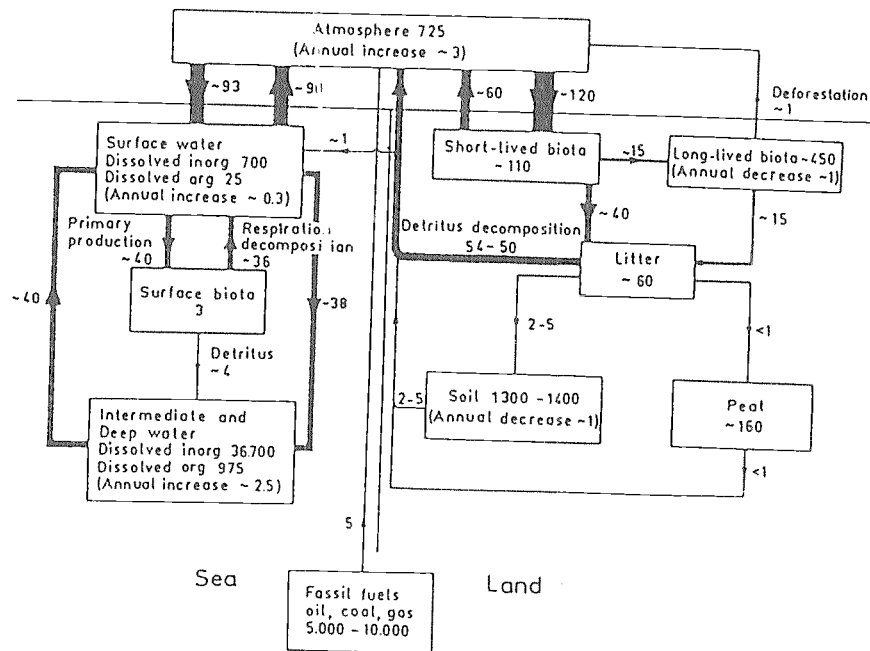 Atmosphere 725
(Annual increase ~ 3)
~93
~90
~60
~120
Deforestation
~1
Surface water
Dissolved inorg 700
Dissolved org 25
(Annual increase ~ 0.3)
~1
Short-lived biota
~ 110
~15
Long-lived biota ~450
(Annual decrease ~1)
Primary
production
~40
Respiration
decomposition
~36
Detritus decomposition
54-50
~ 40
~ 15
Litter
~ 60
~40
Surface biota
3
~38
2-5
<1
Detritus
~ 4
Intermediate and
Deep water
Dissolved inorg 36.700
Dissolved org 975
(Annual increase ~ 2.5)
2-5
Soil 1300 - 1400
(Annual decrease ~1)
Peat
~160
<1
5
Sea
Land
Fossil fuels
oil, coal, gas
5.000 - 10.000